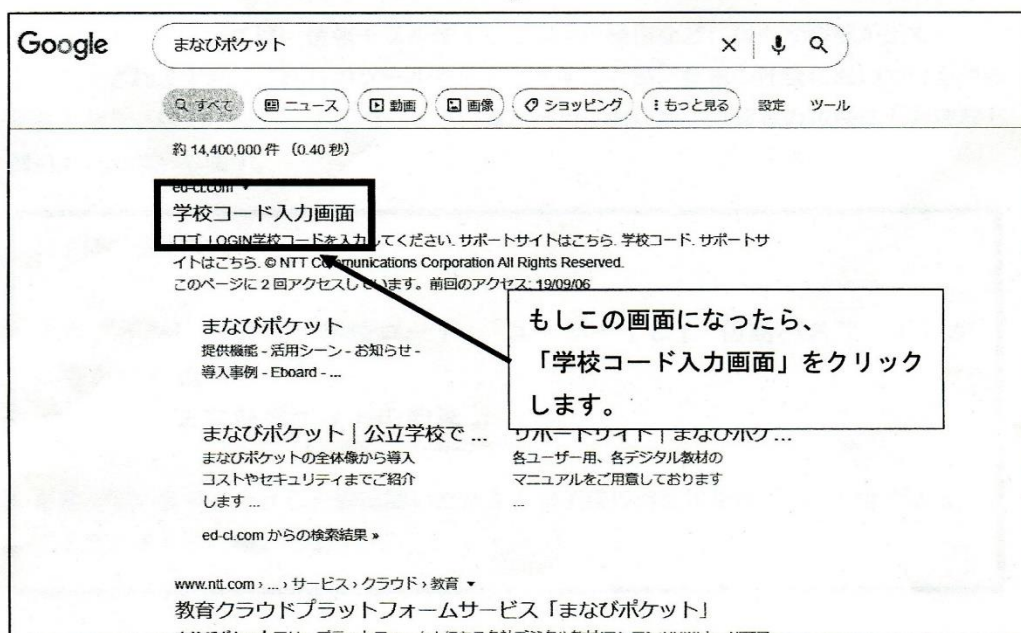 Google
まなびポケット
すべて ニュース 動画 画像 ショッピング もっと見る 設定 ツール
約 14,400,000 件 (0.40 秒)
ed-cl.com
学校コード入力画面
ロゴ. LOGIN学校コードを入力してください. サポートサイトはこちら. 学校コード. サポートサ
イトはこちら. © NTT Communications Corporation All Rights Reserved.
このページに 2 回アクセスしています。前回のアクセス: 19/09/06
もしこの画面になったら、
「学校コード入力画面」をクリック
します。
まなびポケット
提供機能 - 活用シーン - お知らせ -
導入事例 - Eboard - ...
まなびポケット | 公立学校で ...
まなびポケットの全体像から導入
コストやセキュリティまでご紹介
します ...
サポートサイト | まなびポケ ...
各ユーザー用、各デジタル教材の
マニュアルをご用意しております
...
ed-cl.com からの検索結果 »
www.ntt.com › ... › サービス › クラウド › 教育
教育クラウドプラットフォームサービス「まなびポケット」